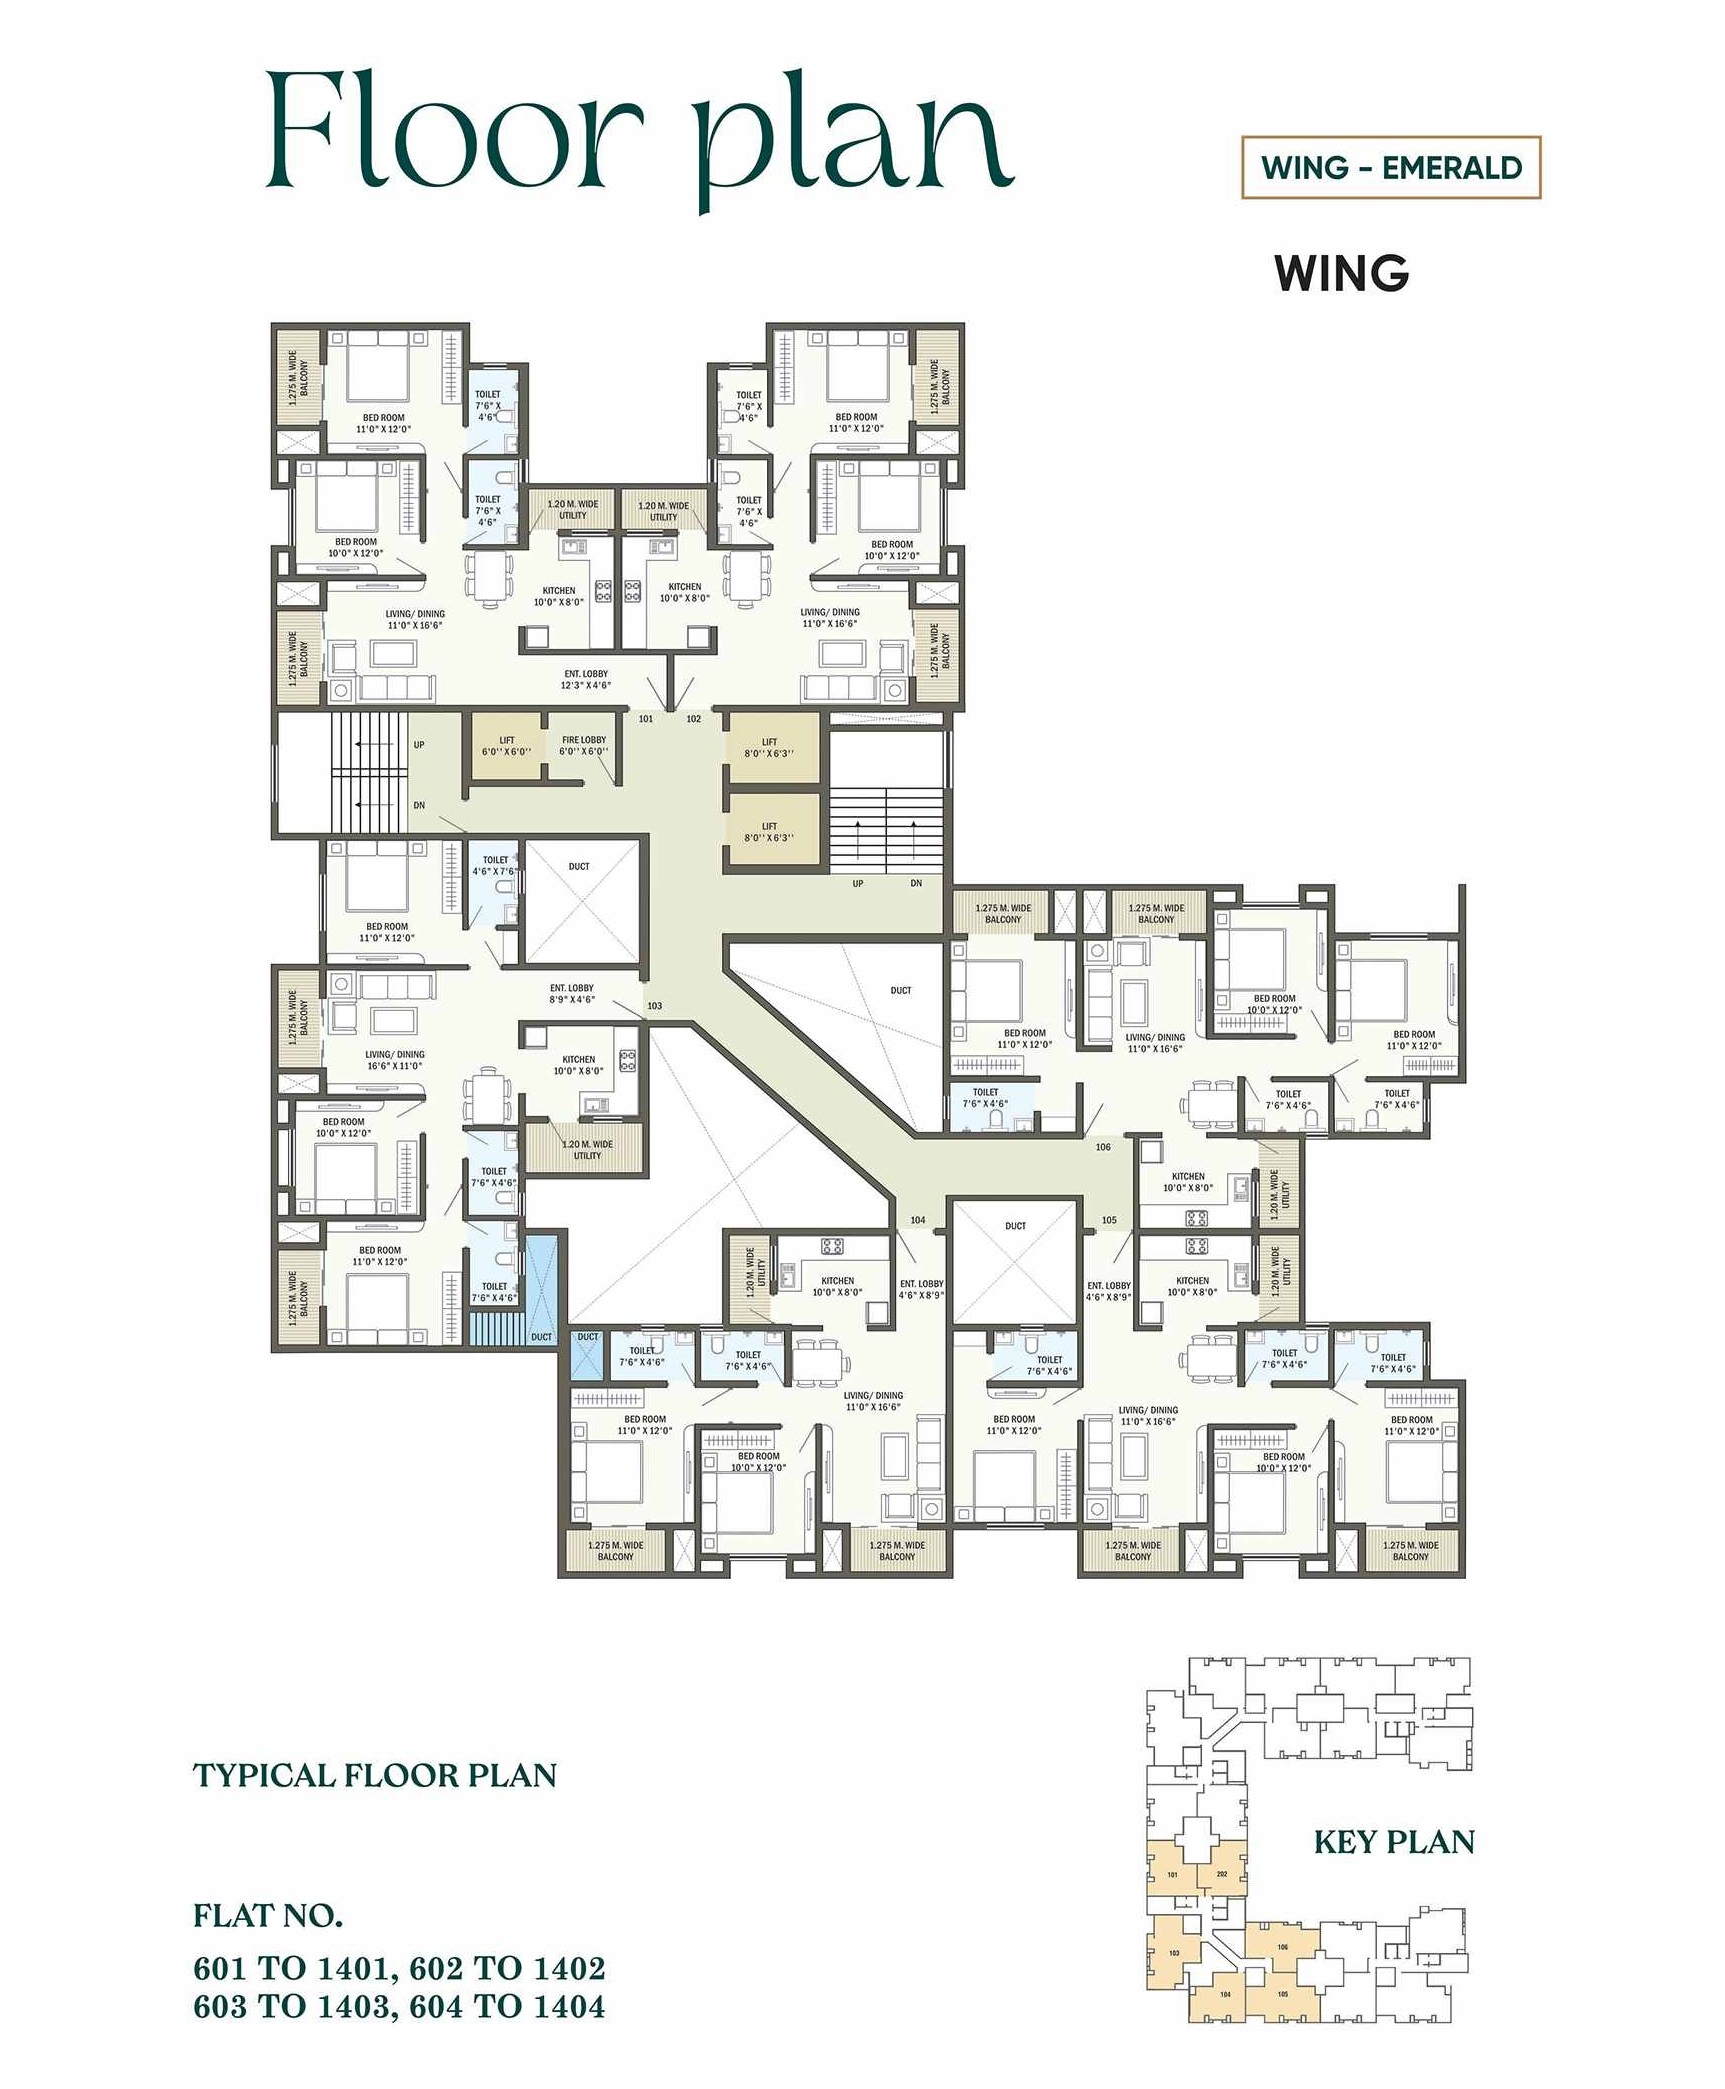 Floor plan
WING - EMERALD
WING
1.275 M. WIDE
BALCONY
BED ROOM
11'0" X 12'0"
TOILET
7'6" X
4'6"
TOILET
7'6" X
4'6"
BED ROOM
11'0" X 12'0"
1.275 M. WIDE
BALCONY
BED ROOM
10'0" X 12'0"
TOILET
7'6" X
4'6"
1.20 M. WIDE
UTILITY
1.20 M. WIDE
UTILITY
TOILET
7'6" X
4'6"
BED ROOM
10'0" X 12'0"
LIVING/ DINING
11'0" X 16'6"
KITCHEN
10'0" X 8'0"
KITCHEN
10'0" X 8'0"
LIVING/ DINING
11'0" X 16'6"
1.275 M. WIDE
BALCONY
ENT. LOBBY
12'3" X 4'6"
1.275 M. WIDE
BALCONY
101
102
UP
DN
LIFT
6'0'' X 6'0''
FIRE LOBBY
6'0'' X 6'0''
LIFT
8'0'' X 6'3''
LIFT
8'0'' X 6'3''
UP
DN
BED ROOM
11'0" X 12'0"
TOILET
4'6" X 7'6"
DUCT
1.275 M. WIDE
BALCONY
LIVING/ DINING
16'6" X 11'0"
ENT. LOBBY
8'9" X 4'6"
103
KITCHEN
10'0" X 8'0"
BED ROOM
10'0" X 12'0"
TOILET
7'6" X 4'6"
1.20 M. WIDE
UTILITY
BED ROOM
11'0" X 12'0"
TOILET
7'6" X 4'6"
1.275 M. WIDE
BALCONY
DUCT
DUCT
DUCT
1.275 M. WIDE
BALCONY
1.275 M. WIDE
BALCONY
BED ROOM
11'0" X 12'0"
LIVING/ DINING
11'0" X 16'6"
BED ROOM
10'0" X 12'0"
BED ROOM
11'0" X 12'0"
TOILET
7'6" X 4'6"
TOILET
7'6" X 4'6"
TOILET
7'6" X 4'6"
106
KITCHEN
10'0" X 8'0"
1.20 M. WIDE
UTILITY
104
DUCT
105
1.20 M. WIDE
UTILITY
KITCHEN
10'0" X 8'0"
ENT. LOBBY
4'6" X 8'9"
ENT. LOBBY
4'6" X 8'9"
KITCHEN
10'0" X 8'0"
1.20 M. WIDE
UTILITY
TOILET
7'6" X 4'6"
TOILET
7'6" X 4'6"
LIVING/ DINING
11'0" X 16'6"
TOILET
7'6" X 4'6"
LIVING/ DINING
11'0" X 16'6"
TOILET
7'6" X 4'6"
TOILET
7'6" X 4'6"
BED ROOM
11'0" X 12'0"
BED ROOM
10'0" X 12'0"
BED ROOM
11'0" X 12'0"
BED ROOM
10'0" X 12'0"
BED ROOM
11'0" X 12'0"
1.275 M. WIDE
BALCONY
1.275 M. WIDE
BALCONY
1.275 M. WIDE
BALCONY
1.275 M. WIDE
BALCONY
TYPICAL FLOOR PLAN
KEY PLAN
101
202
103
106
104
105
FLAT NO.
601 TO 1401, 602 TO 1402
603 TO 1403, 604 TO 1404